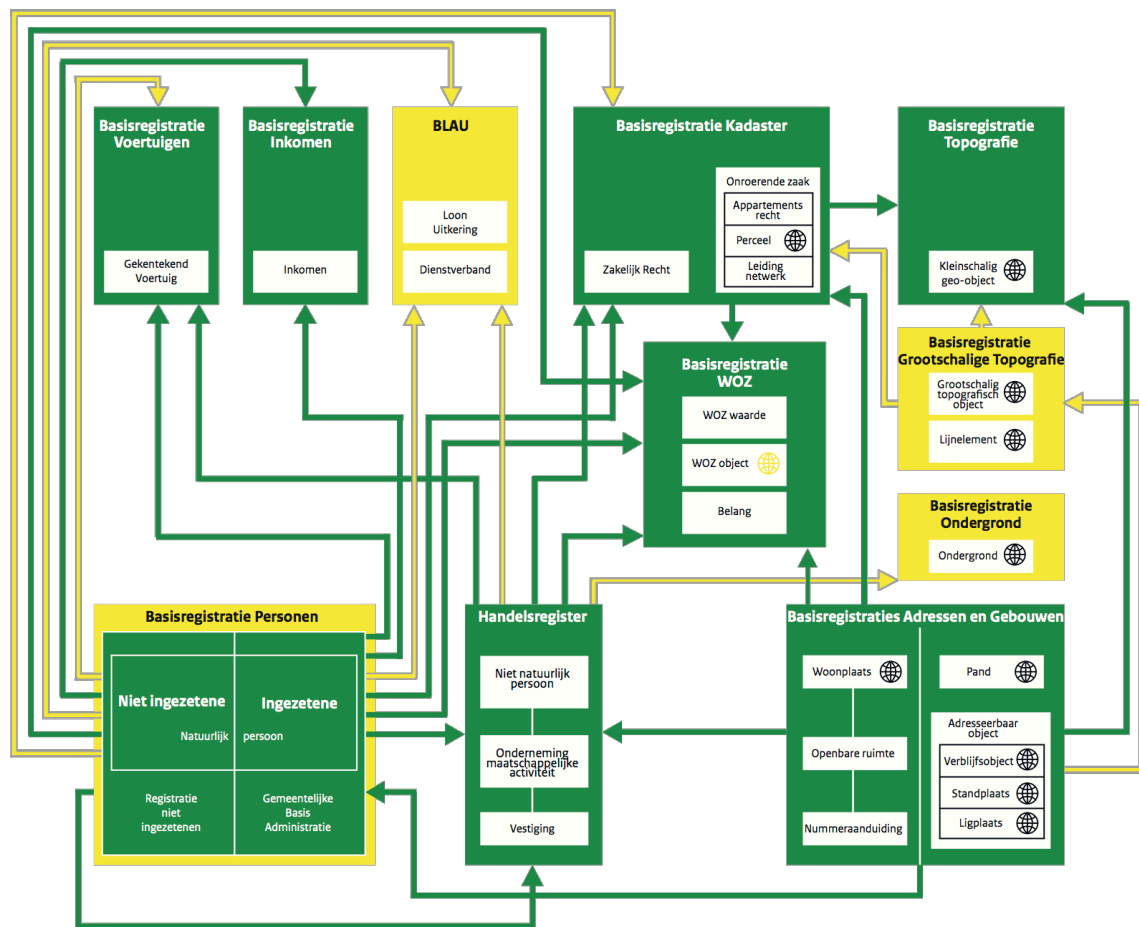 Basisregistratie
Voertuigen
Gekentekend
Voertuig
Basisregistratie
Inkomen
Inkomen
BLAU
Loon
Uitkering
Dienstverband
Basisregistratie Kadaster
Onroerende zaak
Appartements
recht
Perceel
Leiding
netwerk
Zakelijk Recht
Basisregistratie
Topografie
Kleinschalig
geo-object
Basisregistratie
Grootschalige Topografie
Grootschalig
topografisch
object
Lijnelement
Basisregistratie
WOZ
WOZ waarde
WOZ object
Belang
Basisregistratie
Ondergrond
Ondergrond
Basisregistratie Personen
Niet ingezetene
Ingezetene
Natuurlijk persoon
Registratie
niet
ingezetenen
Gemeentelijke
Basis
Administratie
Handelsregister
Niet natuurlijk
persoon
Onderneming
maatschappelijke
activiteit
Vestiging
Basisregistraties Adressen en Gebouwen
Woonplaats
Openbare ruimte
Nummeraanduiding
Pand
Adresseerbaar
object
Verblijfsobject
Standplaats
Ligplaats